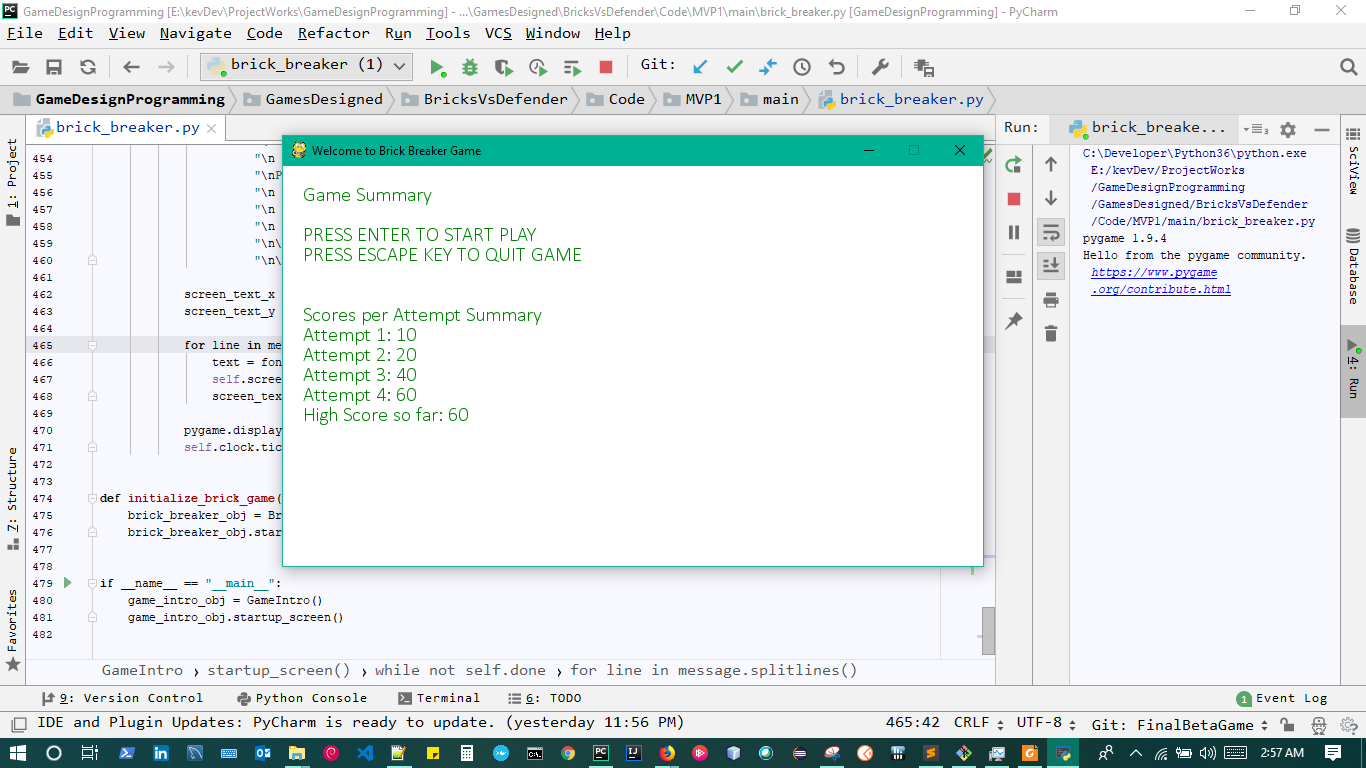 GameDesignProgramming [E:\kevDev\ProjectWorks\GameDesignProgramming] - ...\GamesDesigned\BricksVsDefender\Code\MVP1\main\brick_breaker.py [GameDesignProgramming] - PyCharm
File Edit View Navigate Code Refactor Run Tools VCS Window Help
brick_breaker (1) Git:
GameDesignProgramming GamesDesigned BricksVsDefender Code MVP1 main brick_breaker.py
brick_breaker.py
Run: brick_breake... 3
1: Project
7: Structure
Favorites
454 "\n
455 "\nP
456 "\n
457 "\n
458 "\n
459 "\n\
460 "\n\
461
462 screen_text_x
463 screen_text_y
464
465 for line in me
466 text = fon
467 self.scree
468 screen_tex
469
470 pygame.display
471 self.clock.tic
472
473
474 def initialize_brick_game(
475 brick_breaker_obj = Br
476 brick_breaker_obj.star
477
478
479 if __name__ == "__main__":
480 game_intro_obj = GameIntro()
481 game_intro_obj.startup_screen()
482
Welcome to Brick Breaker Game
Game Summary
PRESS ENTER TO START PLAY
PRESS ESCAPE KEY TO QUIT GAME
Scores per Attempt Summary
Attempt 1: 10
Attempt 2: 20
Attempt 3: 40
Attempt 4: 60
High Score so far: 60
C:\Developer\Python36\python.exe
E:/kevDev/ProjectWorks
/GameDesignProgramming
/GamesDesigned/BricksVsDefender
/Code/MVP1/main/brick_breaker.py
pygame 1.9.4
Hello from the pygame community.
https://www.pygame
.org/contribute.html
SciView
Database
4: Run
GameIntro › startup_screen() › while not self.done › for line in message.splitlines()
9: Version Control Python Console Terminal 6: TODO 1 Event Log
IDE and Plugin Updates: PyCharm is ready to update. (yesterday 11:56 PM) 465:42 CRLF UTF-8 Git: FinalBetaGame
2:57 AM